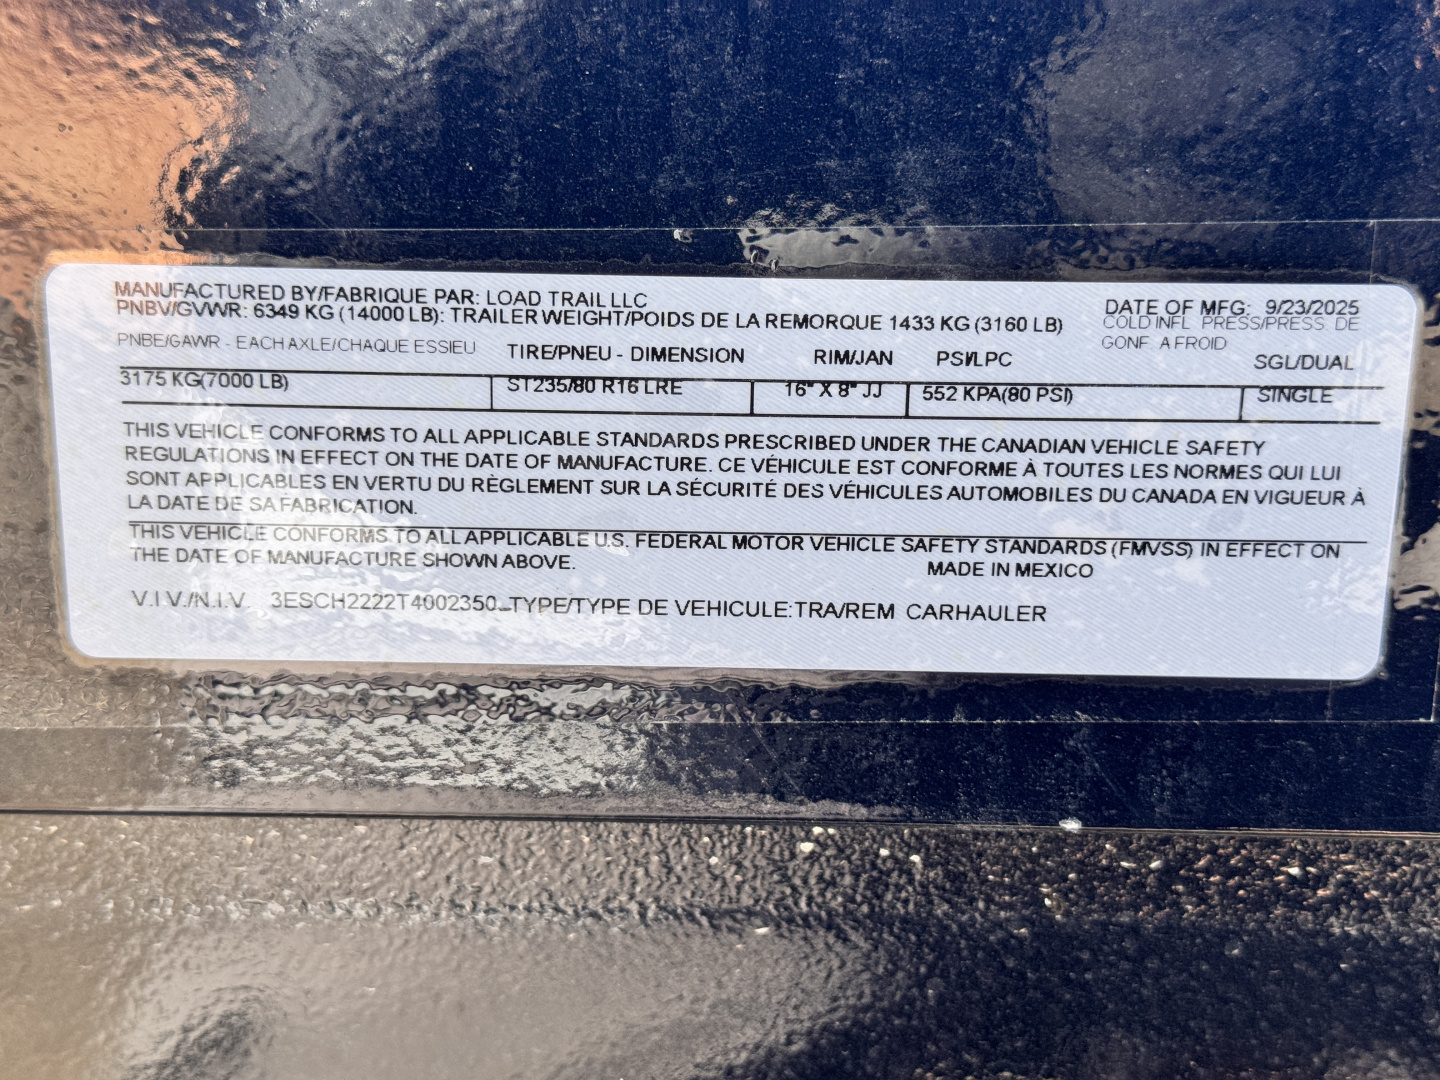 MANUFACTURED BY/FABRIQUE PAR: LOAD TRAIL LLC
DATE OF MFG: 9/23/2025
PNBV/GVWR: 6349 KG (14000 LB): TRAILER WEIGHT/POIDS DE LA REMORQUE 1433 KG (3160 LB)
COLD INFL PRESS/PRESS. DE
GONF. A FROID
PNBE/GAWR - EACH AXLE/CHAQUE ESSIEU TIRE/PNEU - DIMENSION RIM/JAN PSI/LPC SGL/DUAL
3175 KG(7000 LB) ST235/80 R16 LRE 16" X 8" JJ 552 KPA(80 PSI) SINGLE
THIS VEHICLE CONFORMS TO ALL APPLICABLE STANDARDS PRESCRIBED UNDER THE CANADIAN VEHICLE SAFETY
REGULATIONS IN EFFECT ON THE DATE OF MANUFACTURE. CE VÉHICULE EST CONFORME À TOUTES LES NORMES QUI LUI
SONT APPLICABLES EN VERTU DU RÈGLEMENT SUR LA SÉCURITÉ DES VÉHICULES AUTOMOBILES DU CANADA EN VIGUEUR À
LA DATE DE SA FABRICATION.
THIS VEHICLE CONFORMS TO ALL APPLICABLE U.S. FEDERAL MOTOR VEHICLE SAFETY STANDARDS (FMVSS) IN EFFECT ON
THE DATE OF MANUFACTURE SHOWN ABOVE. MADE IN MEXICO
V.I.V./N.I.V. 3ESCH2222T4002350 TYPE/TYPE DE VEHICULE:TRA/REM CARHAULER